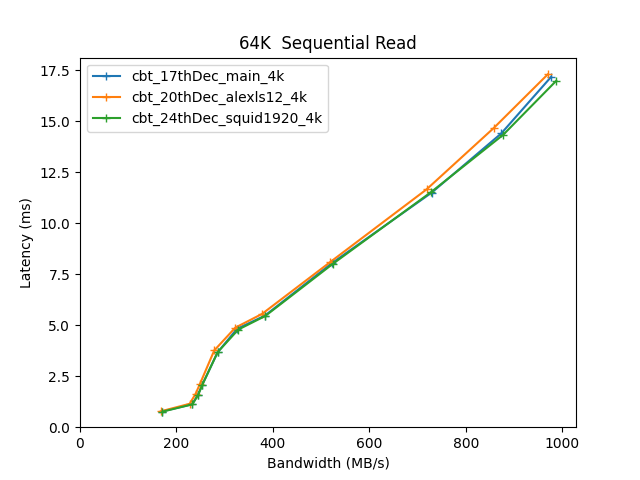 64K  Sequential Read
cbt_17thDec_main_4k
cbt_20thDec_alexls12_4k
cbt_24thDec_squid1920_4k
Latency (ms)
17.5
15.0
12.5
10.0
7.5
5.0
2.5
0.0
0 200 400 600 800 1000
Bandwidth (MB/s)